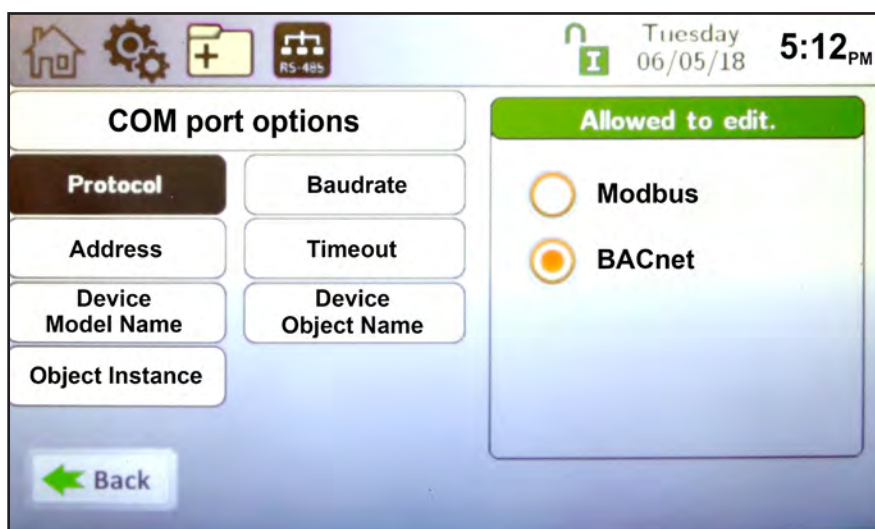 RS-485
I
Tuesday
06/05/18
5:12PM
COM port options
Protocol
Baudrate
Address
Timeout
Device
Model Name
Device
Object Name
Object Instance
Back
Allowed to edit.
Modbus
BACnet